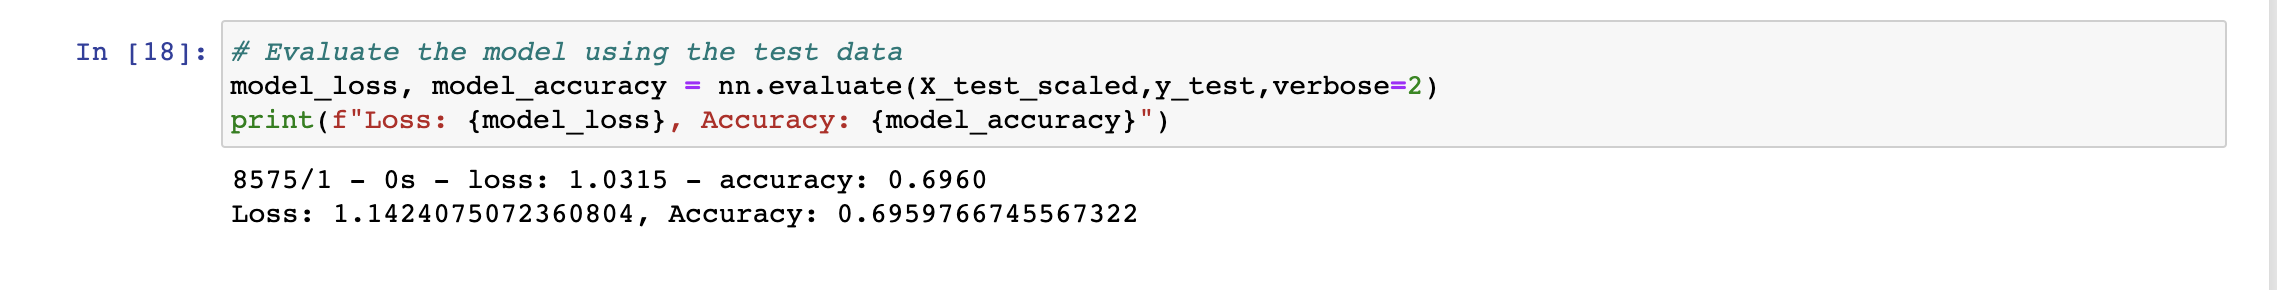 In [18]: # Evaluate the model using the test data
model_loss, model_accuracy = nn.evaluate(X_test_scaled,y_test,verbose=2)
print(f"Loss: {model_loss}, Accuracy: {model_accuracy}")
8575/1 - 0s - loss: 1.0315 - accuracy: 0.6960
Loss: 1.1424075072360804, Accuracy: 0.6959766745567322